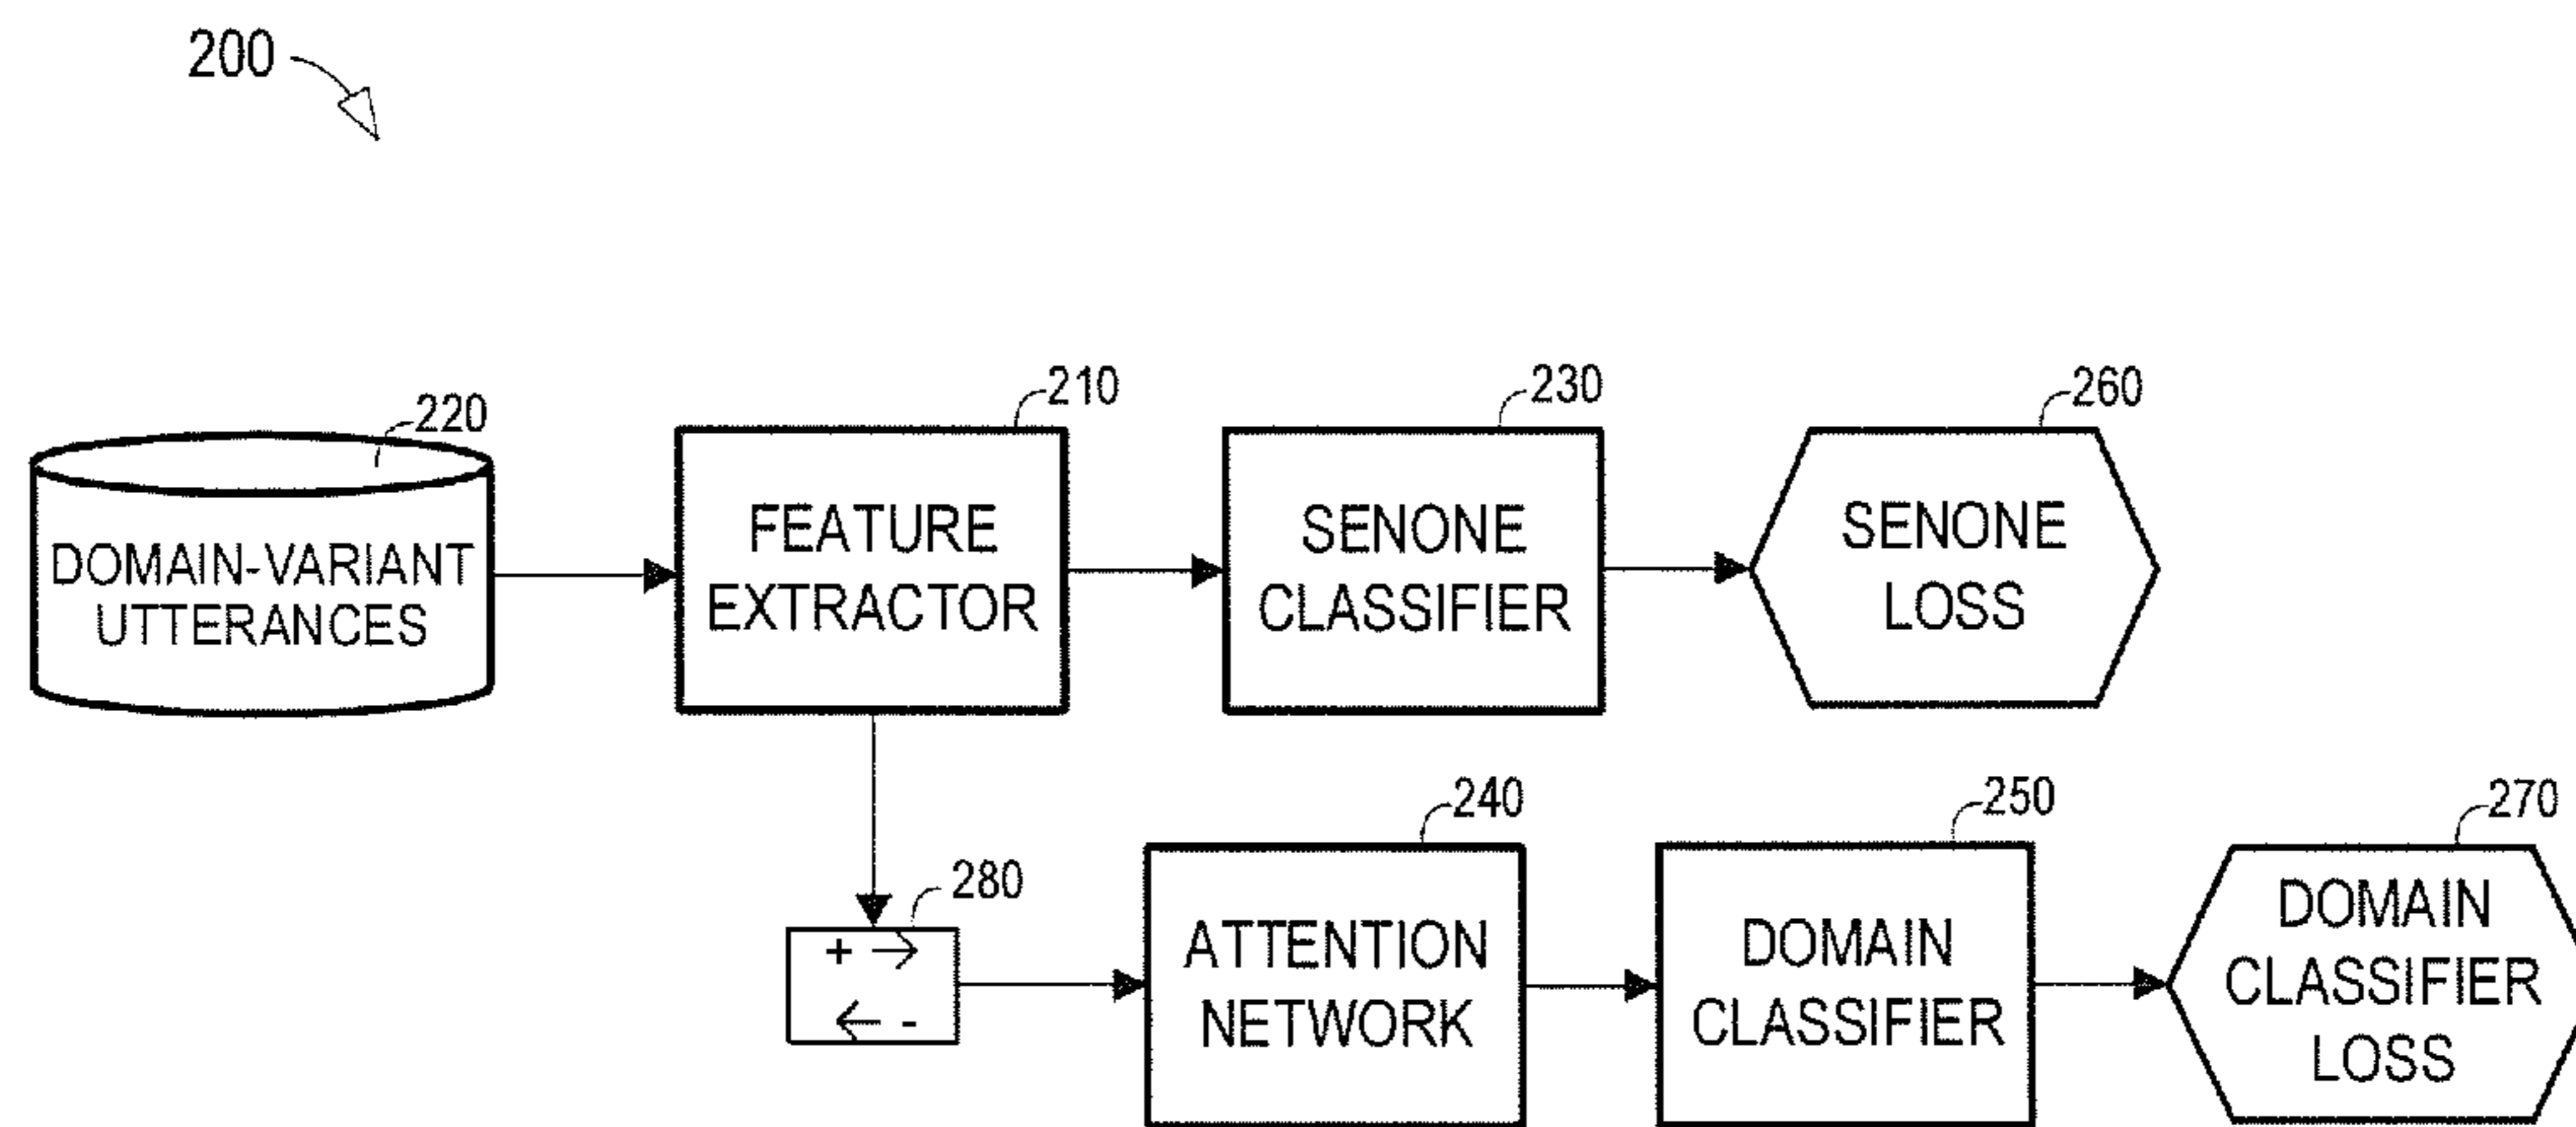 200
220
DOMAIN-VARIANT
UTTERANCES
210
FEATURE
EXTRACTOR
230
SENONE
CLASSIFIER
260
SENONE
LOSS
280
+ →
← -
240
ATTENTION
NETWORK
250
DOMAIN
CLASSIFIER
270
DOMAIN
CLASSIFIER
LOSS